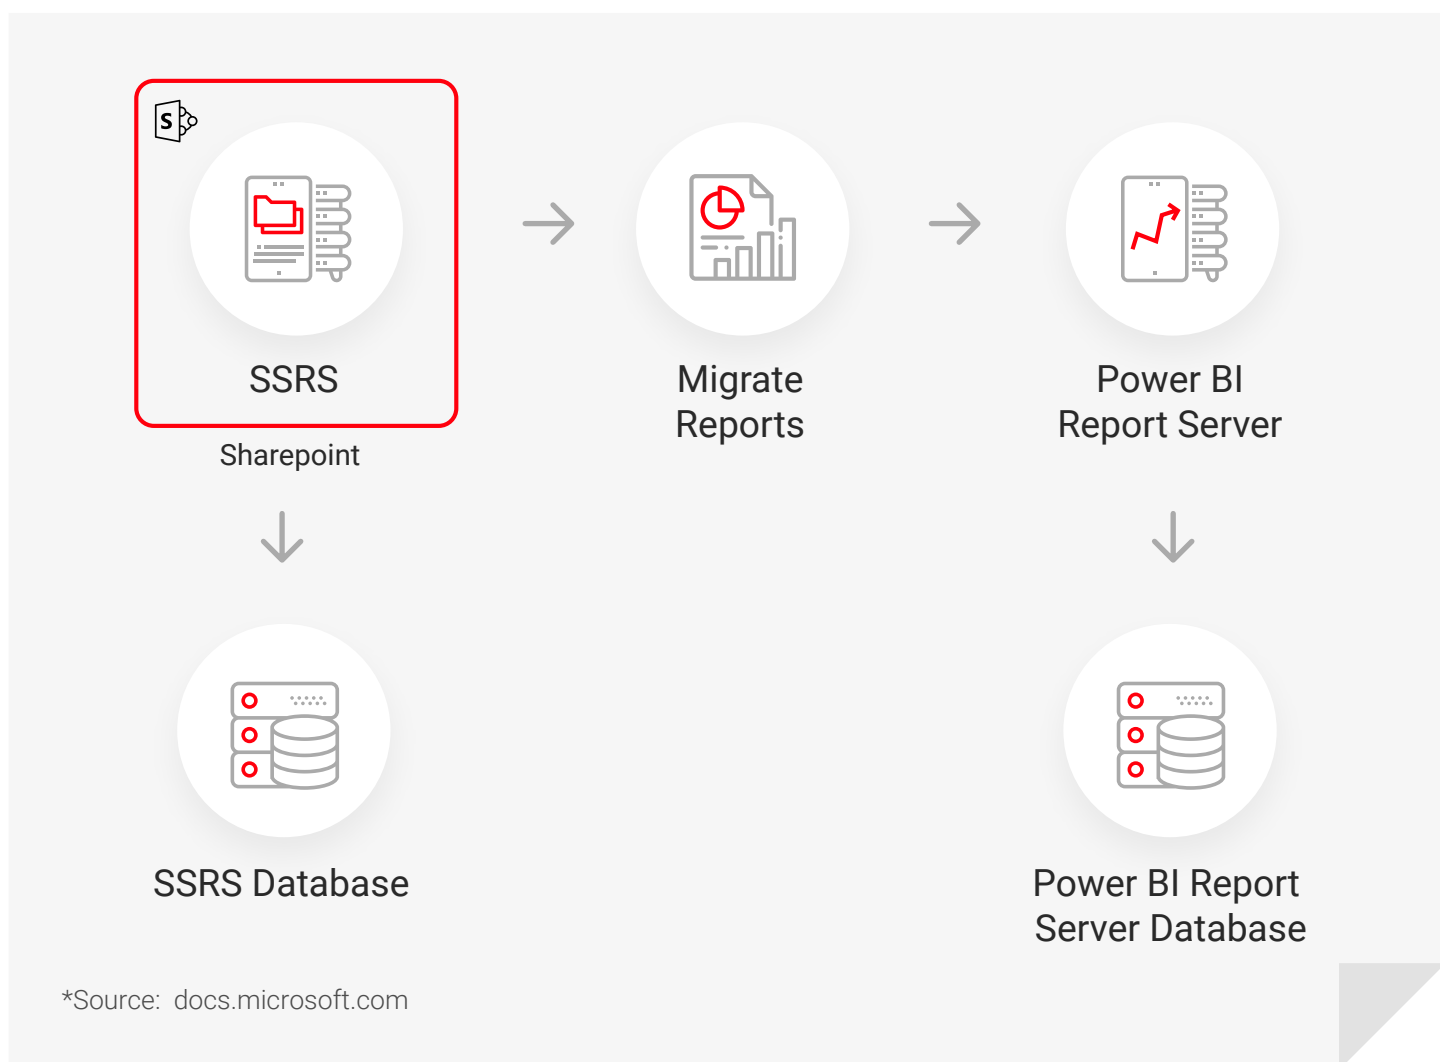 S
SSRS
Sharepoint
Migrate
Reports
Power BI
Report Server
SSRS Database
Power BI Report
Server Database
*Source: docs.microsoft.com